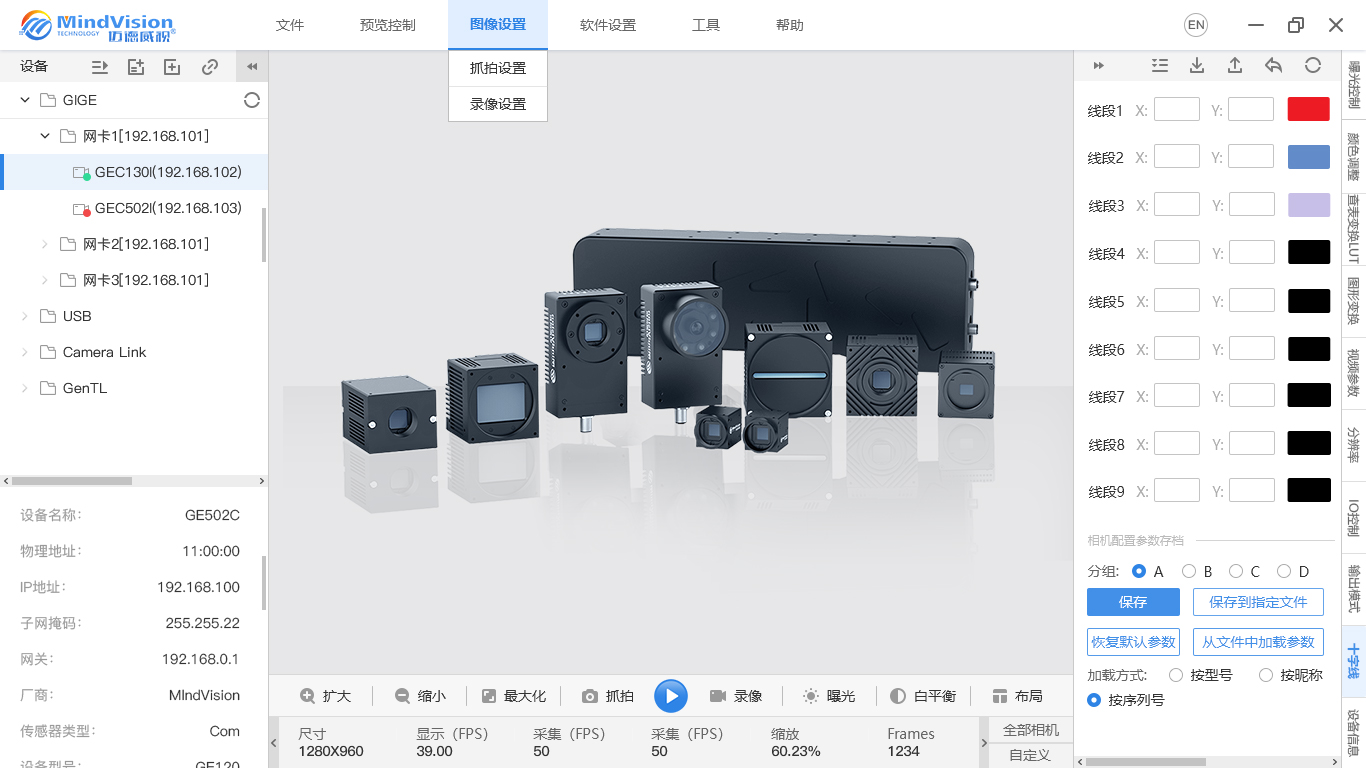 MindVision
TECHNOLOGY 迈德威视
文件 预览控制 图像设置 软件设置 工具 帮助 EN
抓拍设置
录像设置
设备
GIGE
网卡1[192.168.101]
GEC130I(192.168.102)
GEC502I(192.168.103)
网卡2[192.168.101]
网卡3[192.168.101]
USB
Camera Link
GenTL
设备名称: GE502C
物理地址: 11:00:00
IP地址: 192.168.100
子网掩码: 255.255.22
网关: 192.168.0.1
厂商: MIndVision
传感器类型: Com
设备型号: GE120
MindVision
MindVision
扩大 缩小 最大化 抓拍 录像 曝光 白平衡 布局
尺寸 显示（FPS） 采集（FPS） 采集（FPS） 缩放 Frames
1280X960 39.00 50 50 60.23% 1234
全部相机
自定义
线段1 X: Y:
线段2 X: Y:
线段3 X: Y:
线段4 X: Y:
线段5 X: Y:
线段6 X: Y:
线段7 X: Y:
线段8 X: Y:
线段9 X: Y:
相机配置参数存档
分组: A B C D
保存 保存到指定文件
恢复默认参数 从文件中加载参数
加载方式: 按型号 按昵称
按序列号
曝光控制
颜色调整
查表变换LUT
图形变换
视频参数
分辨率
IO控制
输出模式
十字线
设备信息